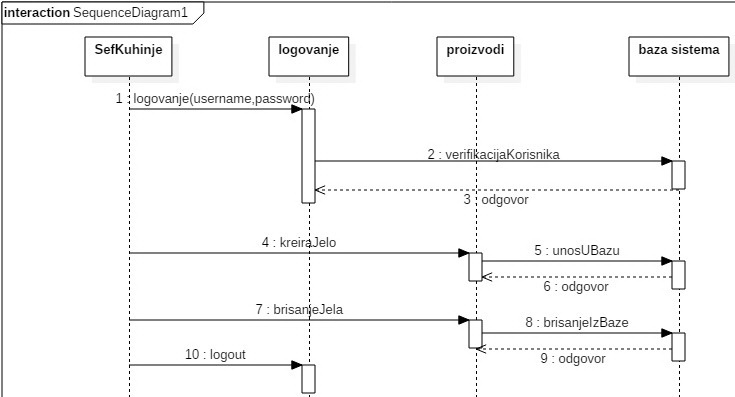 interaction SequenceDiagram1
SefKuhinje
logovanje
proizvodi
baza sistema
1 : logovanje(username,password)
2 : verifikacijaKorisnika
3 : odgovor
4 : kreiraJelo
5 : unosUBazu
6 : odgovor
7 : brisanjeJela
8 : brisanjeIzBaze
9 : odgovor
10 : logout